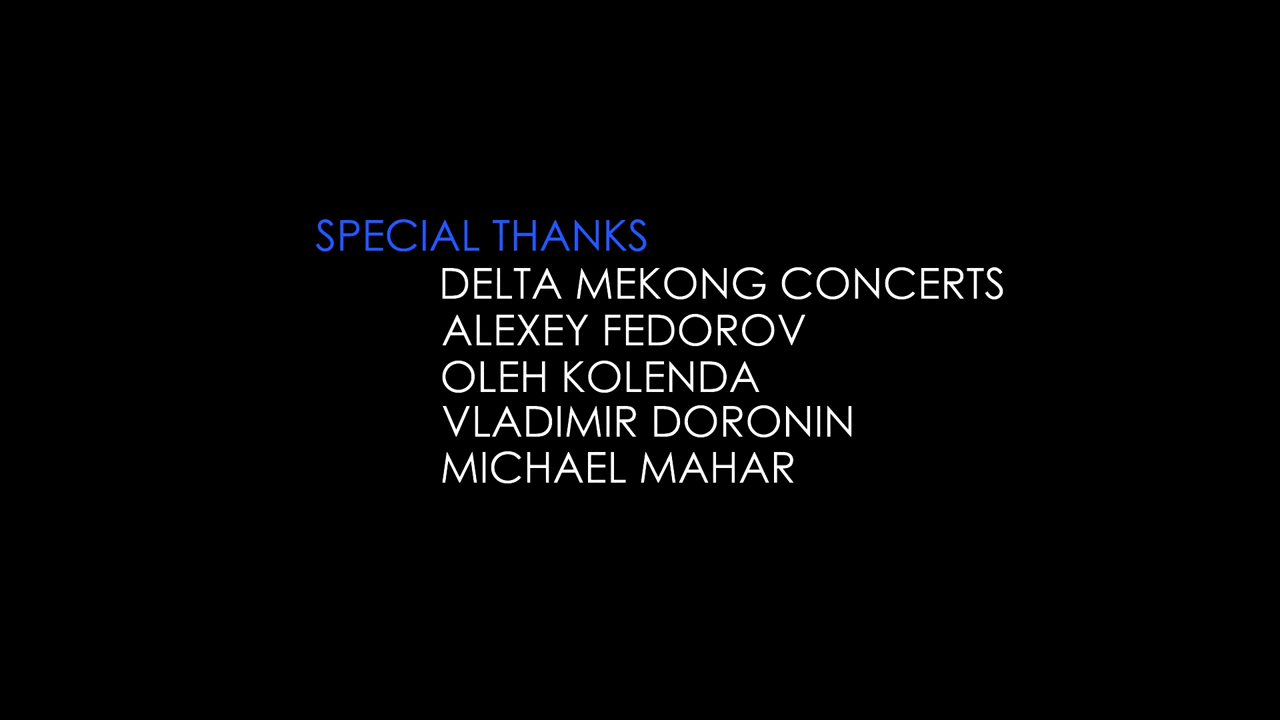 SPECIAL THANKS
DELTA MEKONG CONCERTS
ALEXEY FEDOROV
OLEH KOLENDA
VLADIMIR DORONIN
MICHAEL MAHAR